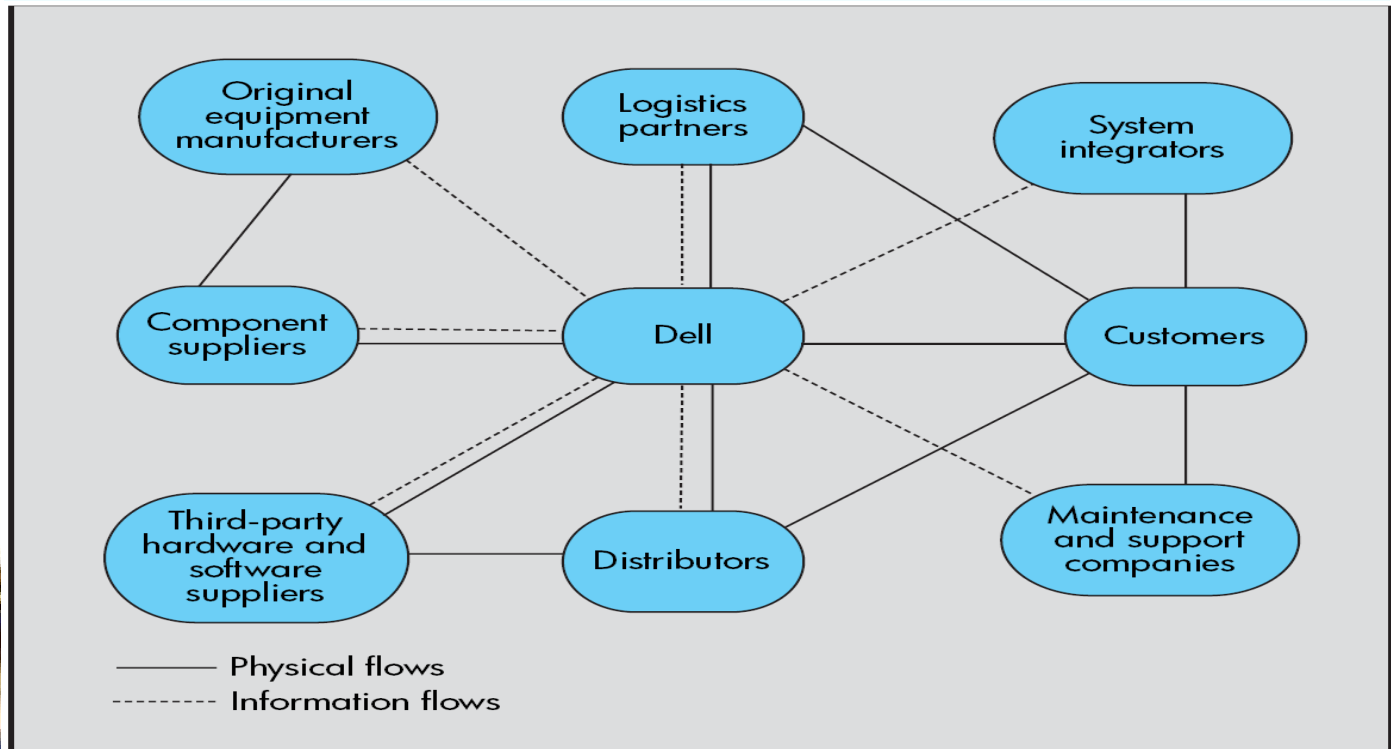 Original
equipment
manufacturers
Logistics
partners
System
integrators
Component
suppliers
Dell
Customers
Third-party
hardware and
software
suppliers
Distributors
Maintenance
and support
companies
Physical flows
Information flows